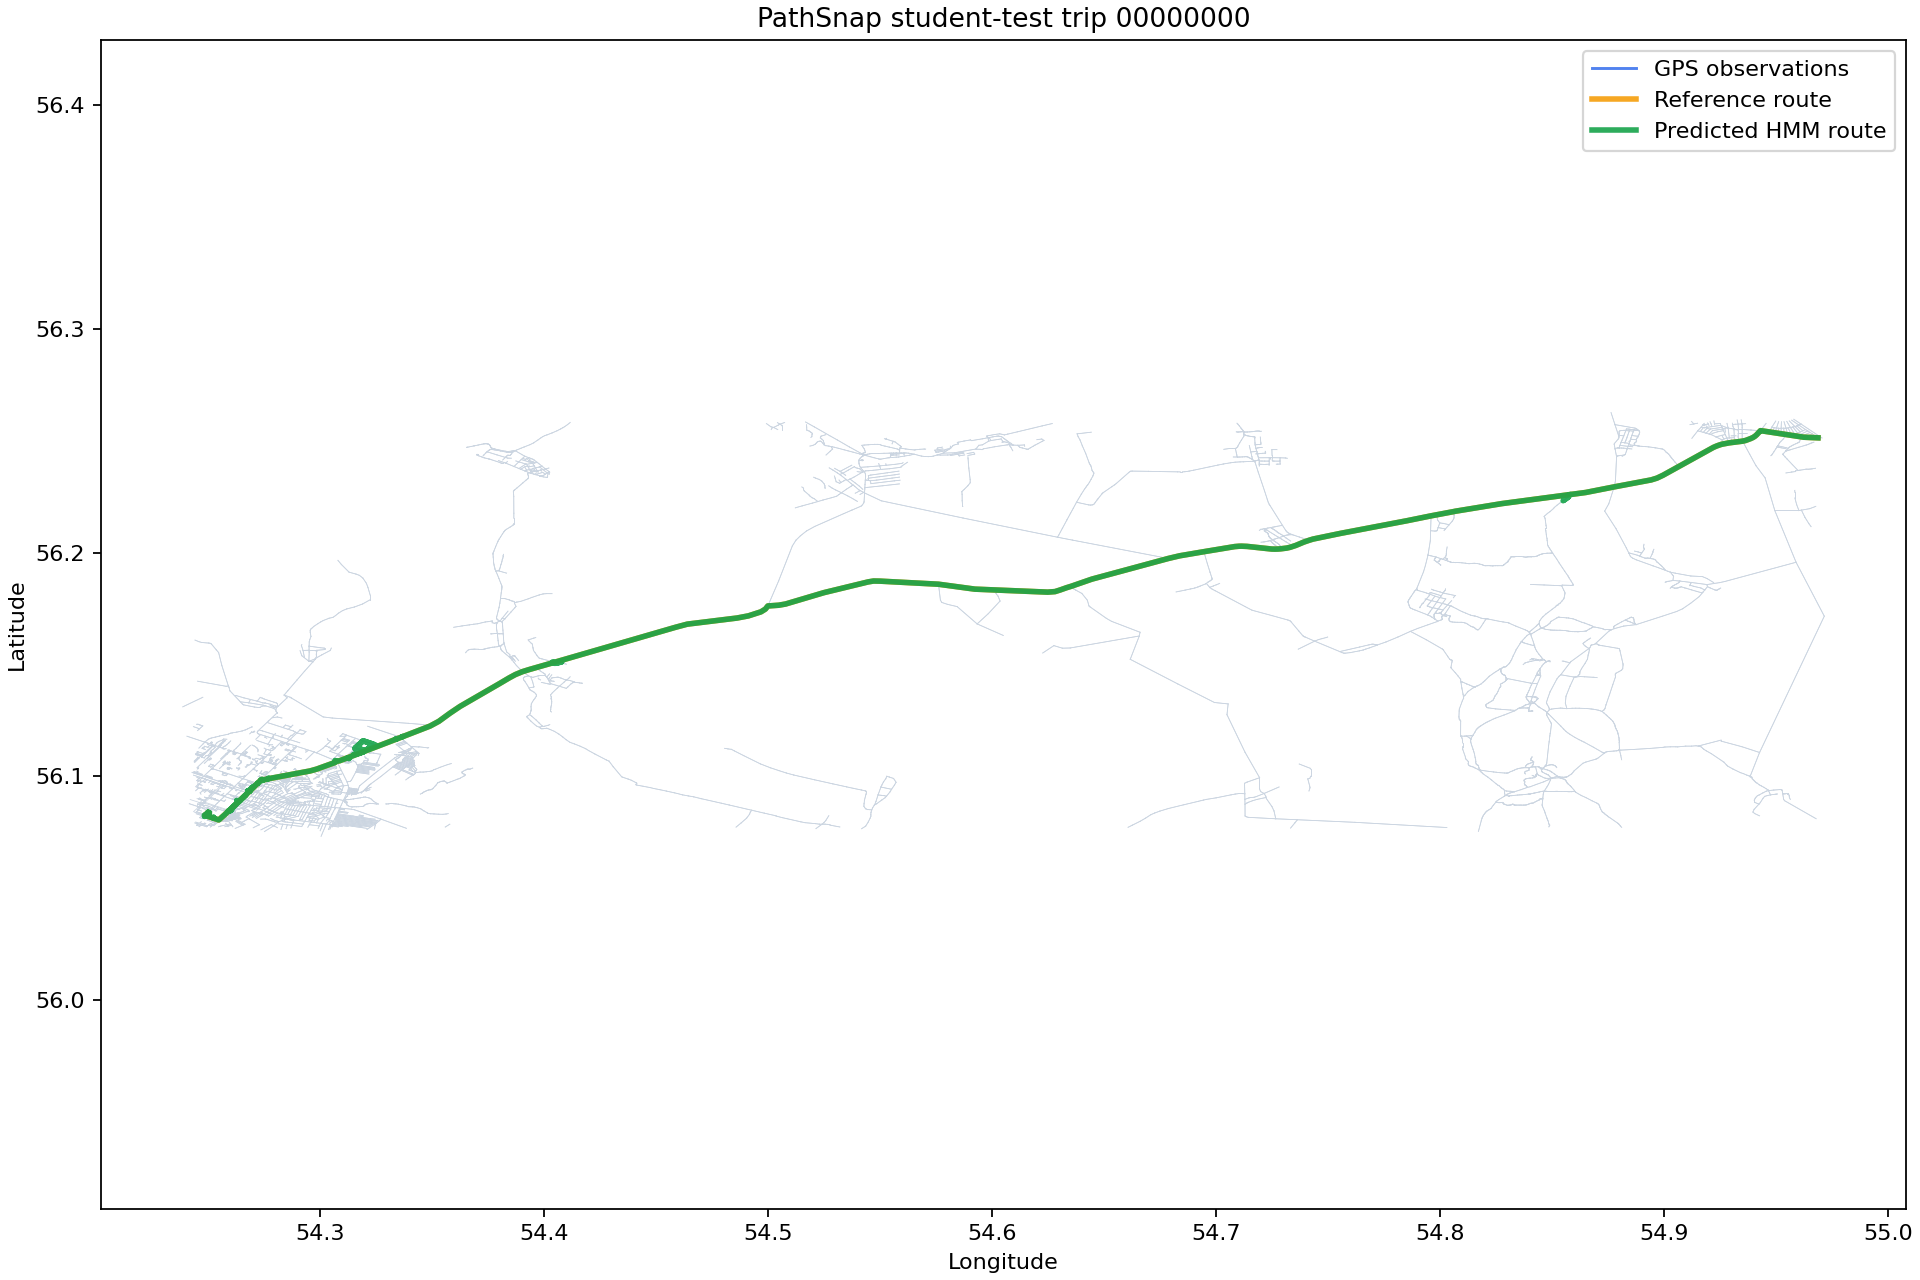 PathSnap student-test trip 00000000
GPS observations
Reference route
Predicted HMM route
56.4
56.3
56.2
56.1
56.0
Latitude
54.3 54.4 54.5 54.6 54.7 54.8 54.9 55.0
Longitude